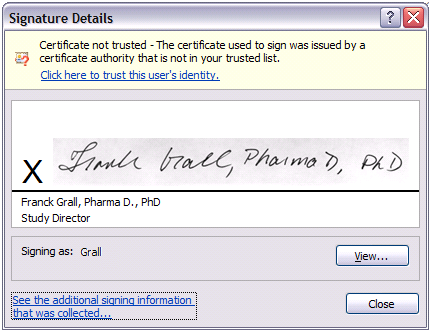 Signature Details
Certificate not trusted - The certificate used to sign was issued by a
certificate authority that is not in your trusted list.
Click here to trust this user's identity.
X Franck Grall, Pharma D, PhD
Franck Grall, Pharma D., PhD
Study Director
Signing as: Grall
View...
See the additional signing information
that was collected...
Close